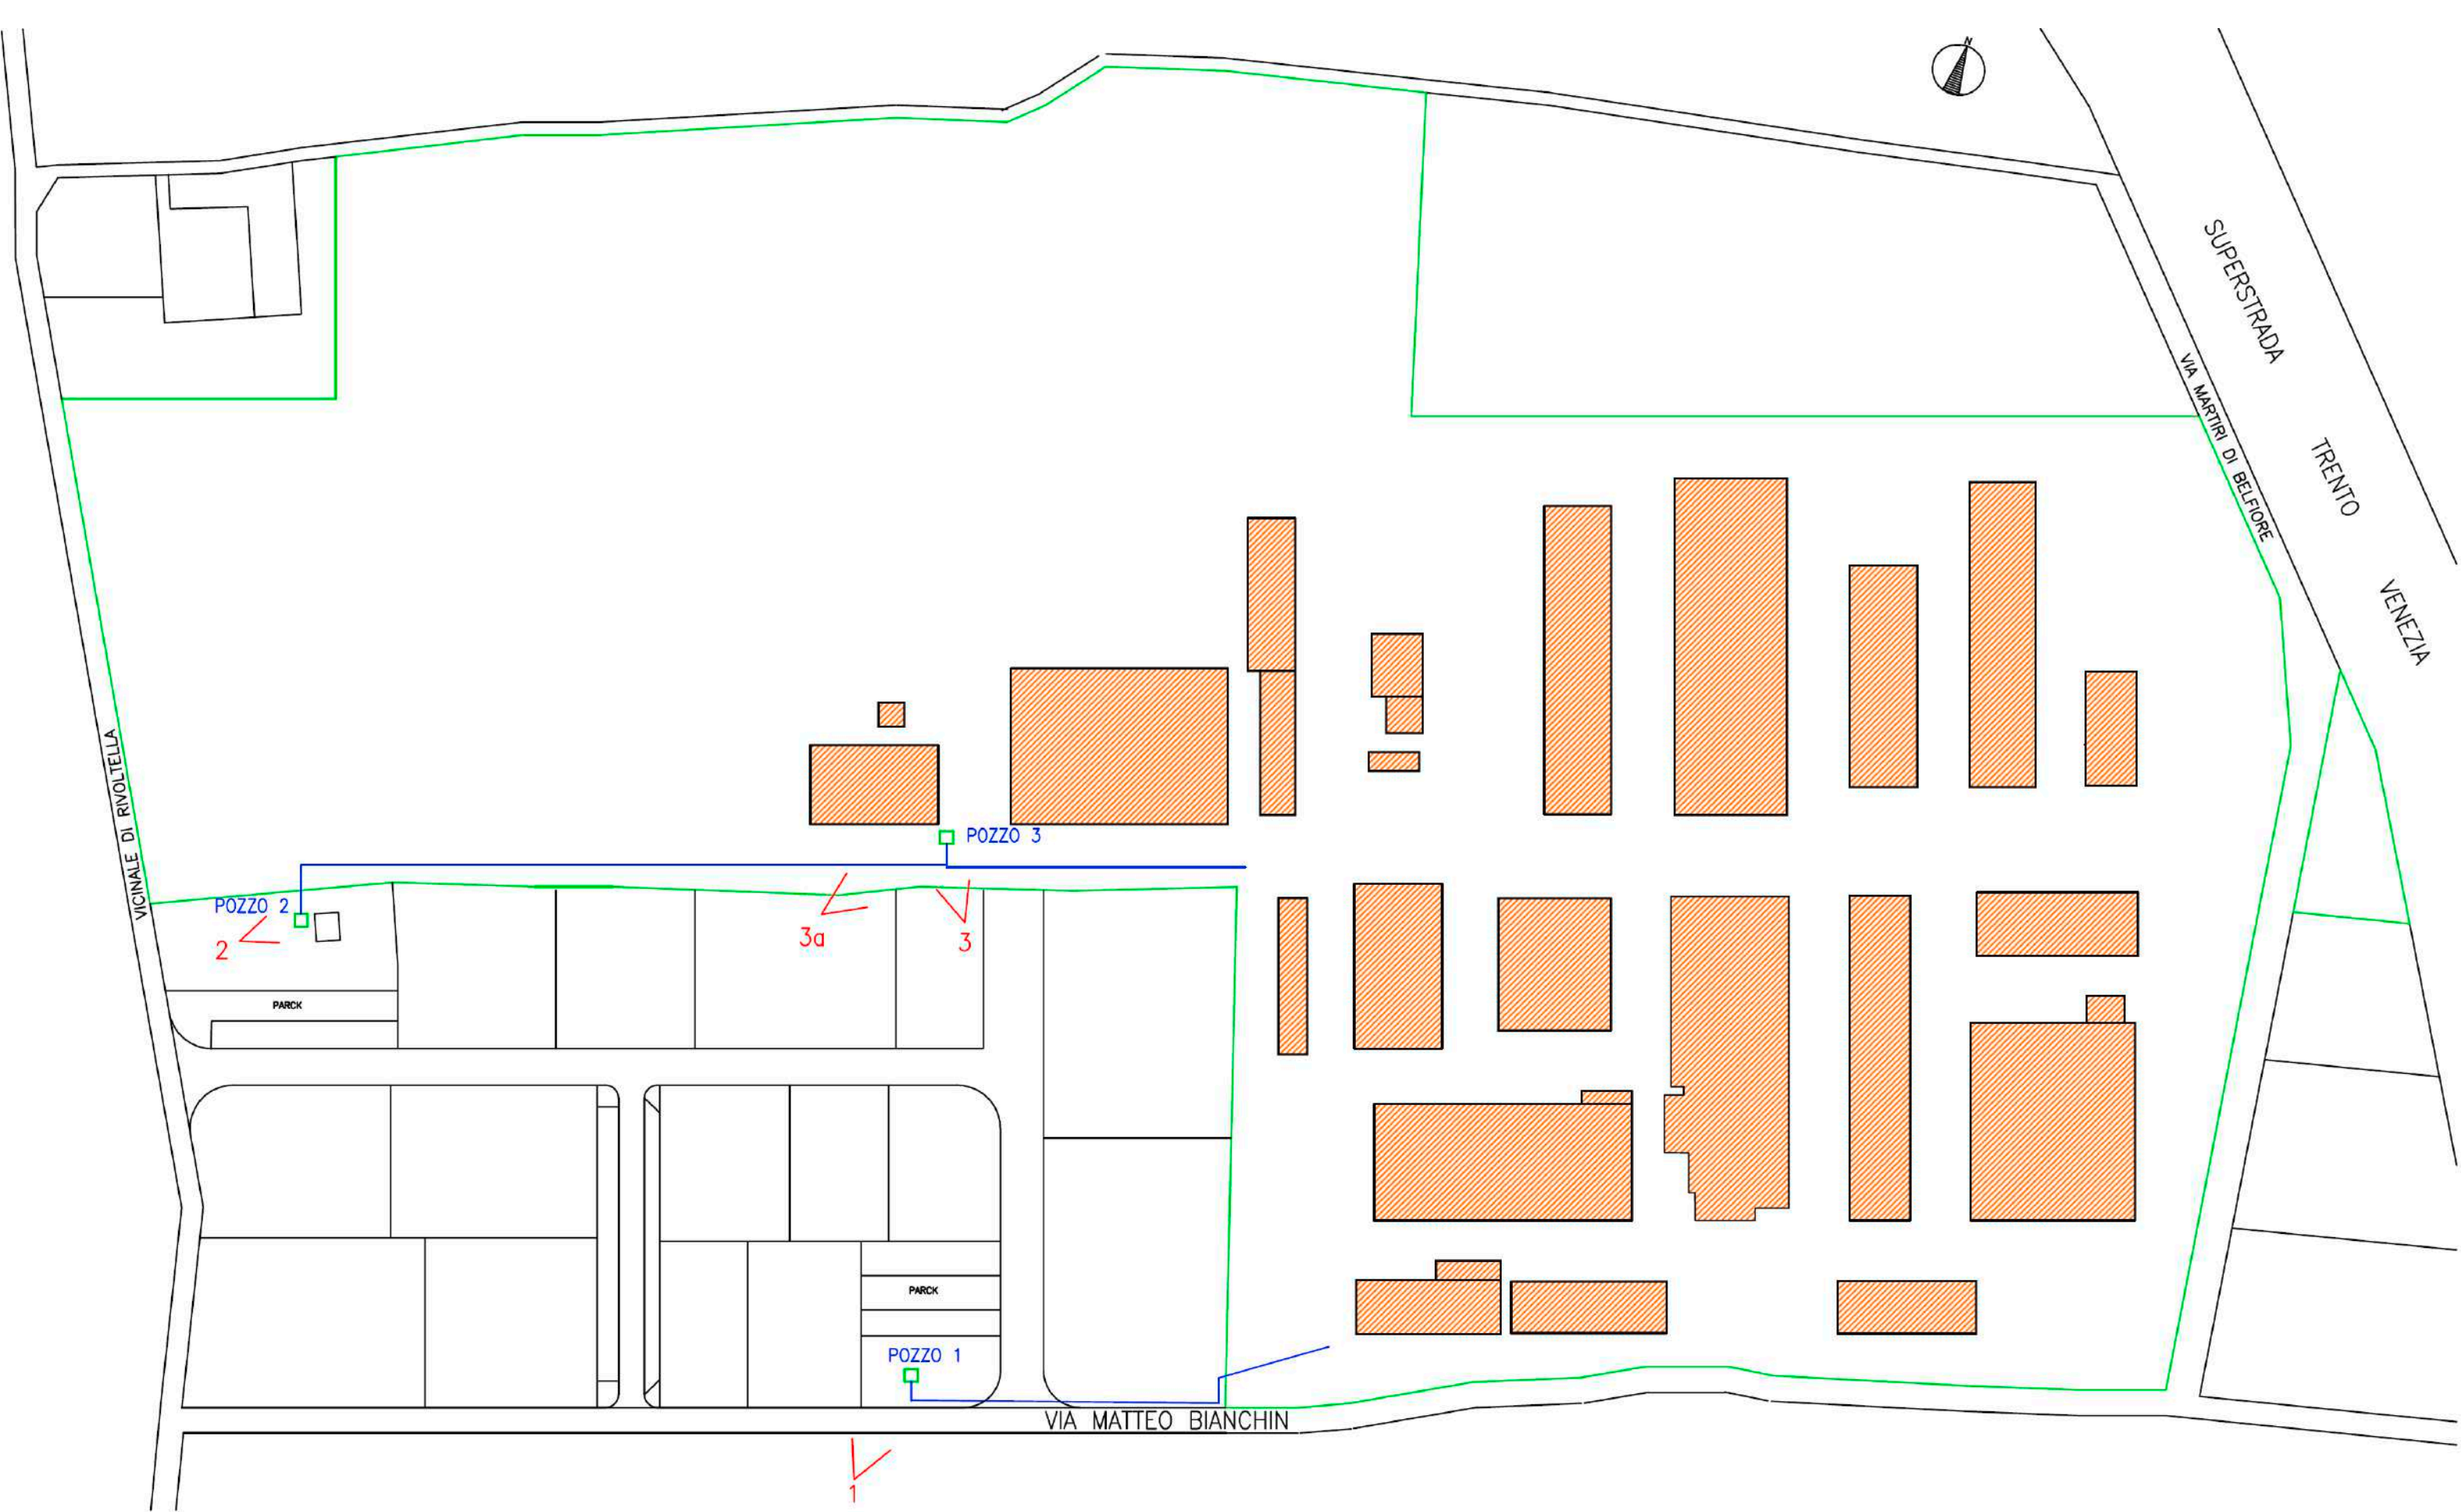 N
SUPERSTRADA
TRENTO
VENEZIA
VIA MARTIRI DI BELFIORE
VICINALE DI RIVOLTELLA
POZZO 3
POZZO 2
2
3a
3
PARCK
PARCK
POZZO 1
VIA MATTEO BIANCHIN
1